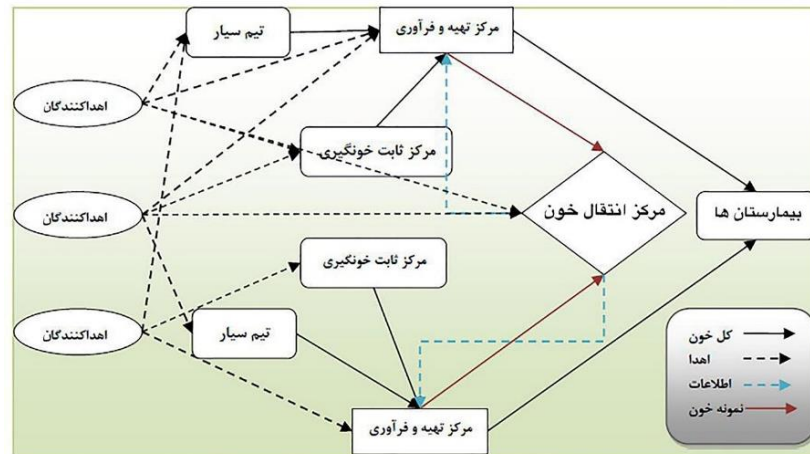 تیم سیار
مرکز تهیه و فرآوری
اهداکنندگان
مرکز ثابت خونگیری
اهداکنندگان
مرکز انتقال خون
بیمارستان ها
مرکز ثابت خونگیری
اهداکنندگان
تیم سیار
مرکز تهیه و فرآوری
کل خون
اهدا
اطلاعات
نمونه خون